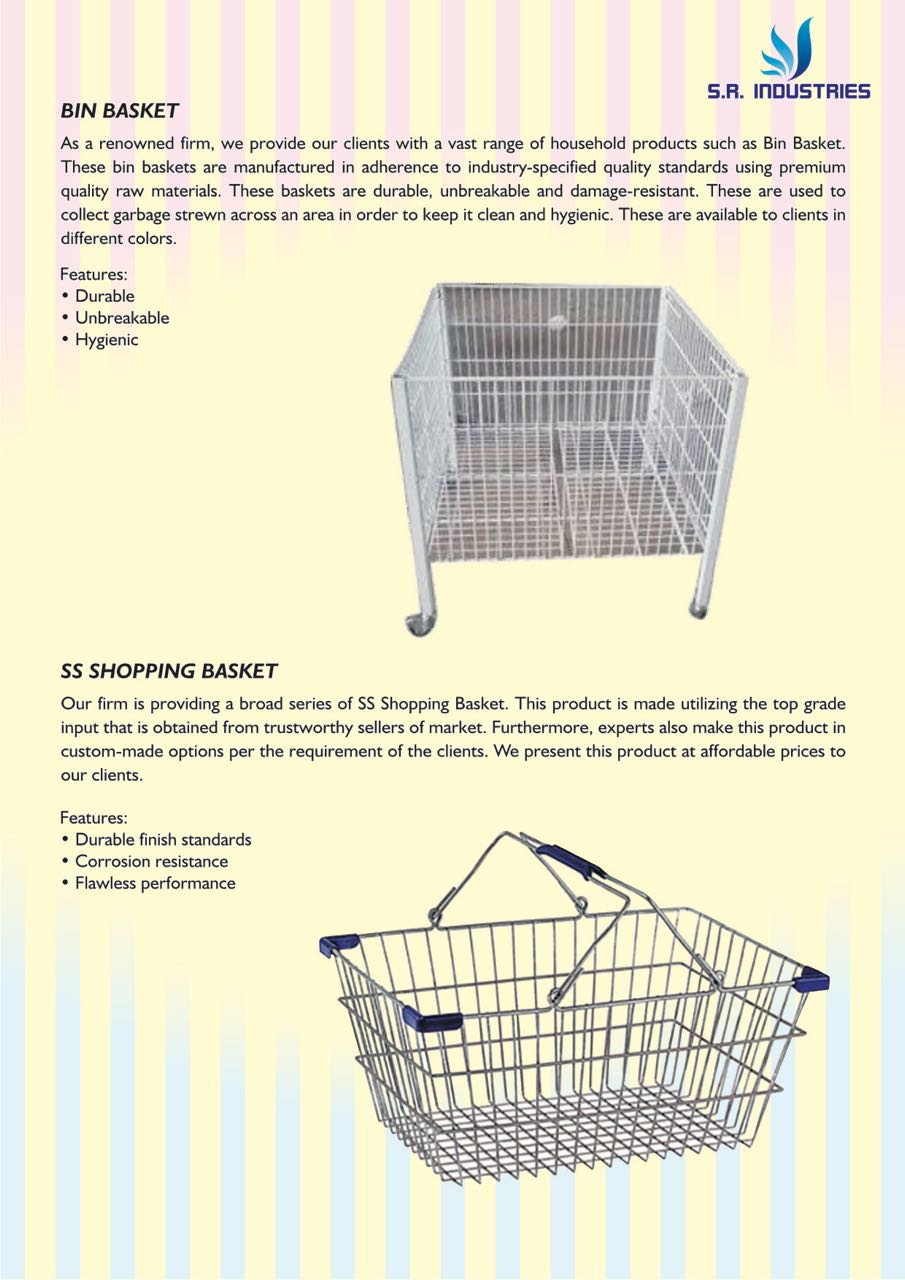 S.R. INDUSTRIES
BIN BASKET
As a renowned firm, we provide our clients with a vast range of household products such as Bin Basket.
These bin baskets are manufactured in adherence to industry-specified quality standards using premium
quality raw materials. These baskets are durable, unbreakable and damage-resistant. These are used to
collect garbage strewn across an area in order to keep it clean and hygienic. These are available to clients in
different colors.
Features:
• Durable
• Unbreakable
• Hygienic
SS SHOPPING BASKET
Our firm is providing a broad series of SS Shopping Basket. This product is made utilizing the top grade
input that is obtained from trustworthy sellers of market. Furthermore, experts also make this product in
custom-made options per the requirement of the clients. We present this product at affordable prices to
our clients.
Features:
• Durable finish standards
• Corrosion resistance
• Flawless performance